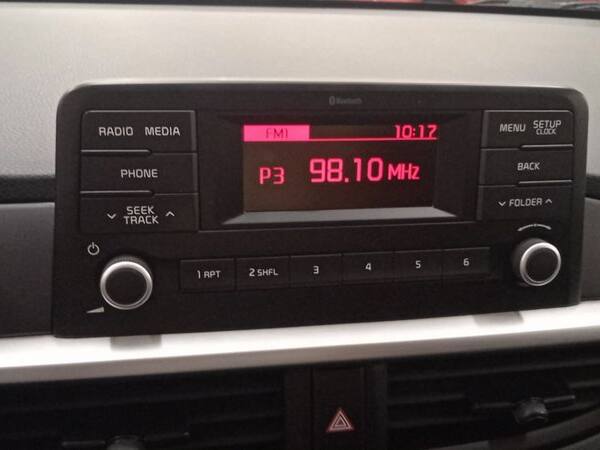 Bluetooth
RADIO MEDIA
PHONE
SEEK
TRACK
FM1 10:17
P3 98.10 MHz
MENU SETUP
CLOCK
BACK
FOLDER
1 RPT 2 SHFL 3 4 5 6